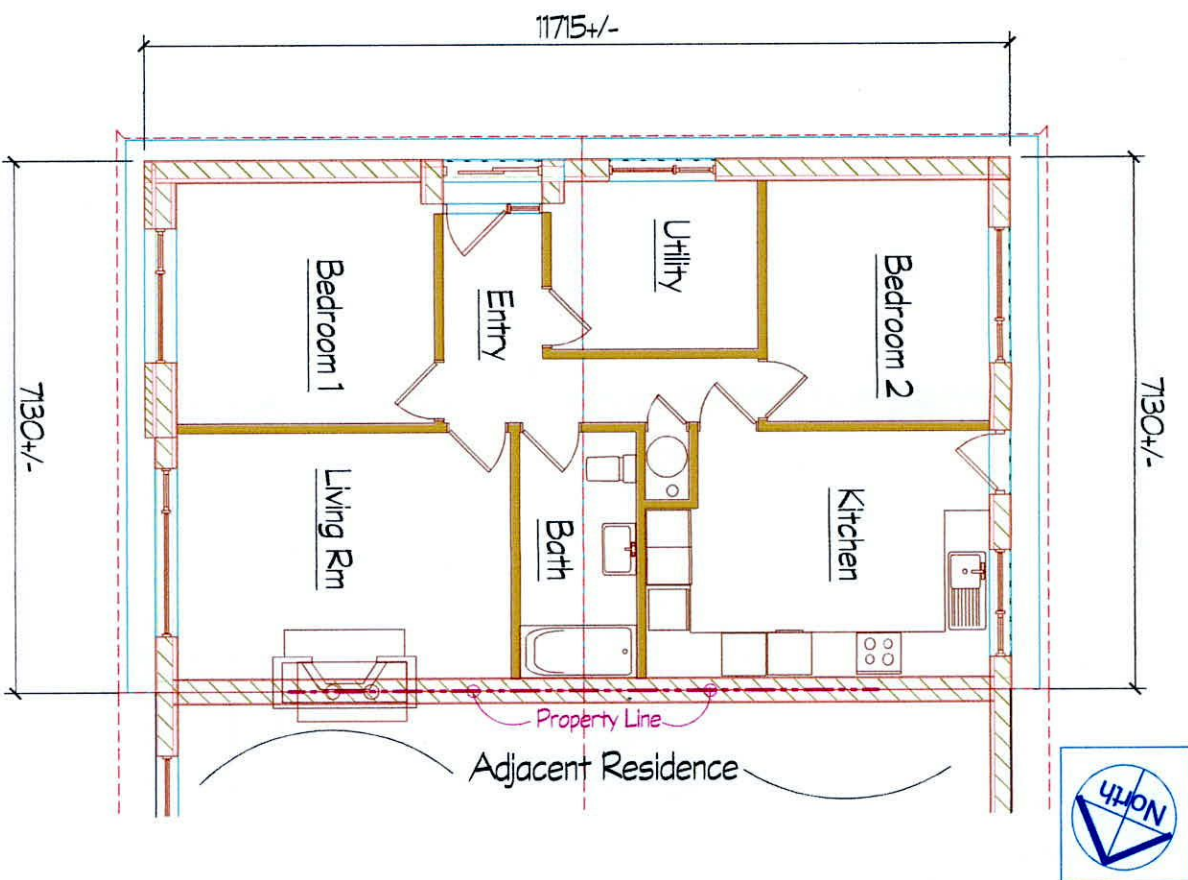 11715+/-
7130+/-
7130+/-
Bedroom 1
Entry
Utility
Bedroom 2
Living Rm
Bath
Kitchen
Property Line
Adjacent Residence
North